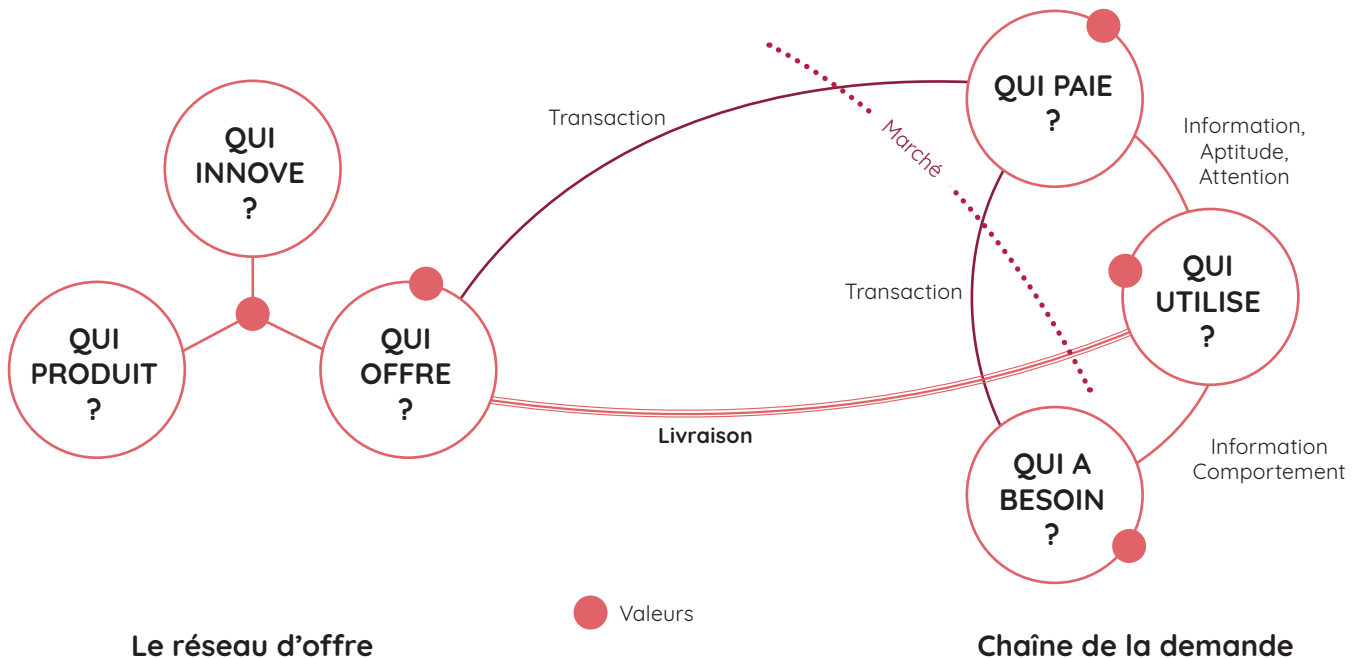 QUI PAIE
?
Transaction
Information,
Aptitude,
Attention
Marché
QUI
INNOVE
?
QUI
UTILISE
?
Transaction
QUI
PRODUIT
?
QUI
OFFRE
?
Livraison
QUI A
BESOIN
?
Information
Comportement
Valeurs
Le réseau d’offre
Chaîne de la demande